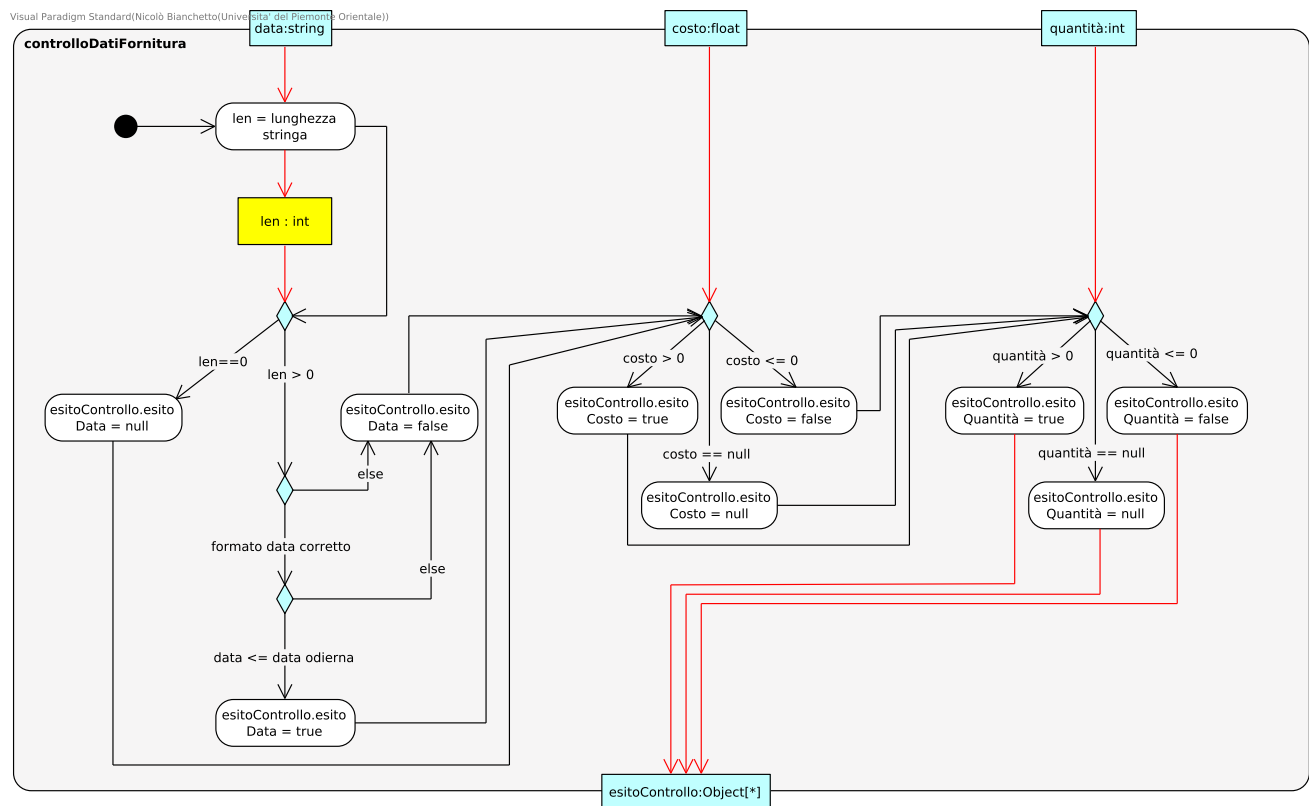 Visual Paradigm Standard(Nicolò Bianchetto(Universita' del Piemonte Orientale))
data:string
costo:float
quantità:int
controlloDatiFornitura
len = lunghezza
stringa
len : int
len==0
len > 0
costo > 0
costo <= 0
quantità > 0
quantità <= 0
esitoControllo.esito
Data = null
esitoControllo.esito
Data = false
esitoControllo.esito
Costo = true
esitoControllo.esito
Costo = false
esitoControllo.esito
Quantità = true
esitoControllo.esito
Quantità = false
costo == null
quantità == null
else
esitoControllo.esito
Costo = null
esitoControllo.esito
Quantità = null
formato data corretto
else
data <= data odierna
esitoControllo.esito
Data = true
esitoControllo:Object[*]